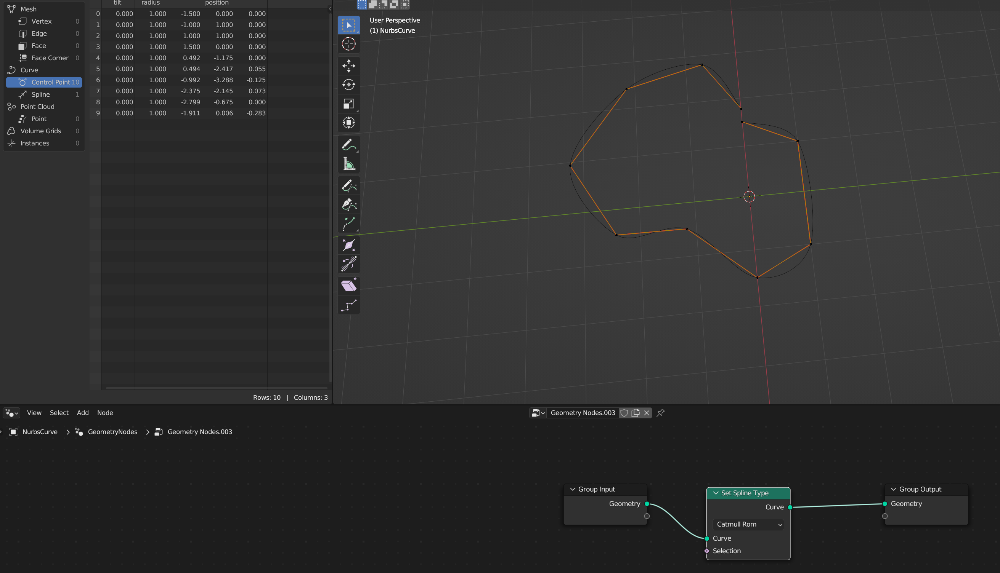 Mesh
Vertex 0
Edge 0
Face 0
Face Corner 0
Curve
Control Point 10
Spline 1
Point Cloud
Point 0
Volume Grids 0
Instances 0
tilt radius position
0 0.000 1.000 -1.500 0.000 0.000
1 0.000 1.000 -1.000 1.000 0.000
2 0.000 1.000 1.000 1.000 0.000
3 0.000 1.000 1.500 0.000 0.000
4 0.000 1.000 0.492 -1.175 0.000
5 0.000 1.000 0.494 -2.417 0.055
6 0.000 1.000 -0.992 -3.288 -0.125
7 0.000 1.000 -2.375 -2.145 0.073
8 0.000 1.000 -2.799 -0.675 0.000
9 0.000 1.000 -1.911 0.006 -0.283
Rows: 10 | Columns: 3
User Perspective
(1) NurbsCurve
View Select Add Node
Geometry Nodes.003
NurbsCurve > GeometryNodes > Geometry Nodes.003
Group Input
Geometry
Set Spline Type
Curve
Catmull Rom
Curve
Selection
Group Output
Geometry